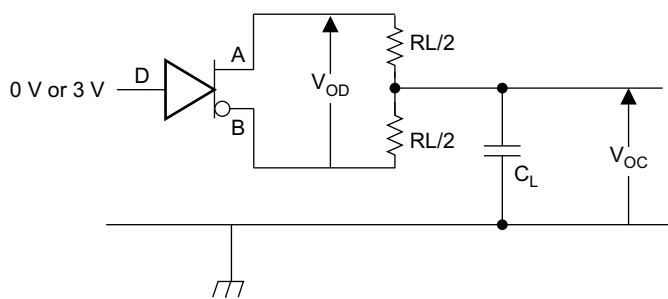 A
RL/2
0 V or 3 V
D
V_OD
B
RL/2
C_L
V_OC